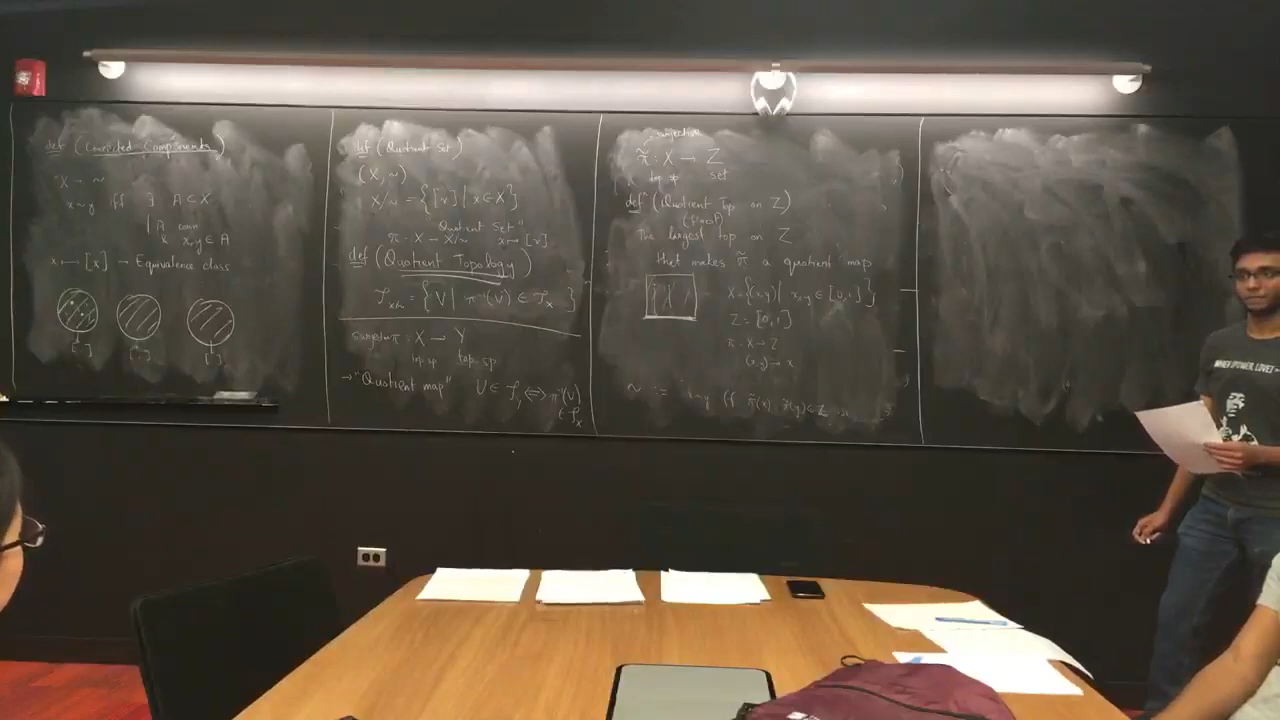 def (Connected Components)
X → ~
x~y iff ∃ A ⊂ X
A conn
& x,y ∈ A
x ↦ [x] → Equivalence class
[·] [·] [·]
def (Quotient Set)
(X, ~)
X/~ = {[x] | x ∈ X}
Quotient Set"
π : X → X/~ x ↦ [x]
def (Quotient Topology)
𝒯_X/~ = {V | π⁻¹(V) ∈ 𝒯_X}
π : X → Y
top. sp top. sp
→ "Quotient map" U ∈ 𝒯_Y ⟺ π⁻¹(U) ∈ 𝒯_X
surjective
π̃ : X → Z
top set
def (Quotient Top on Z)
The largest top on Z
that makes π̃ a quotient map
X = {(x,y) | x,y ∈ [0,1]}
Z = [0,1]
π : X → Z
(x,y) → x
~ := x~y iff π̃(x) π̃(y) ∈ Z